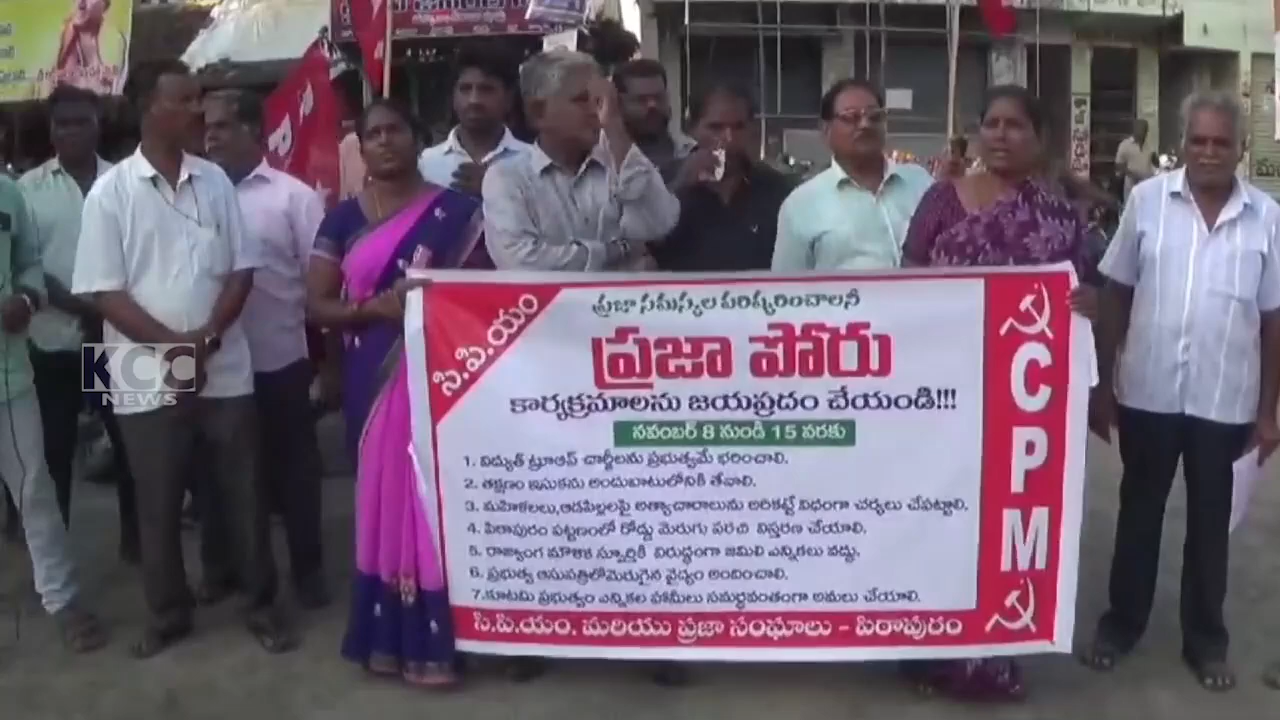 సి.పి.యం
ప్రజా సమస్యల పరిష్కరించాలనీ
ప్రజా పోరు
కార్యక్రమాలను జయప్రదం చేయండి!!!
నవంబర్ 8 నుండి 15 వరకు
1. విద్యుత్ ట్రూఅప్ చార్జీలను ప్రభుత్వమే భరించాలి.
2. తక్షణం ఇసుకను అందుబాటులోనికి తేవాలి.
3. మహిళలు,ఆడపిల్లలపై అత్యాచారాలను అరికట్టే విధంగా చర్యలు చేపట్టాలి.
4. పిఠాపురం పట్టణంలో రోడ్లు మెరుగు పరచి విస్తరణ చేయాలి.
5. రాజ్యాంగ మౌళిక స్ఫూర్తికి విరుద్ధంగా జమిలి ఎన్నికలు వద్దు.
6. ప్రభుత్వ ఆసుపత్రిలోమెరుగైన వైద్యం అందించాలి.
7.కూటమి ప్రభుత్వం ఎన్నికల హామీలు సమర్ధవంతంగా అమలు చేయాలి.
సి.పి.యం. మరియు ప్రజా సంఘాలు - పిఠాపురం
CPM
KCC
NEWS